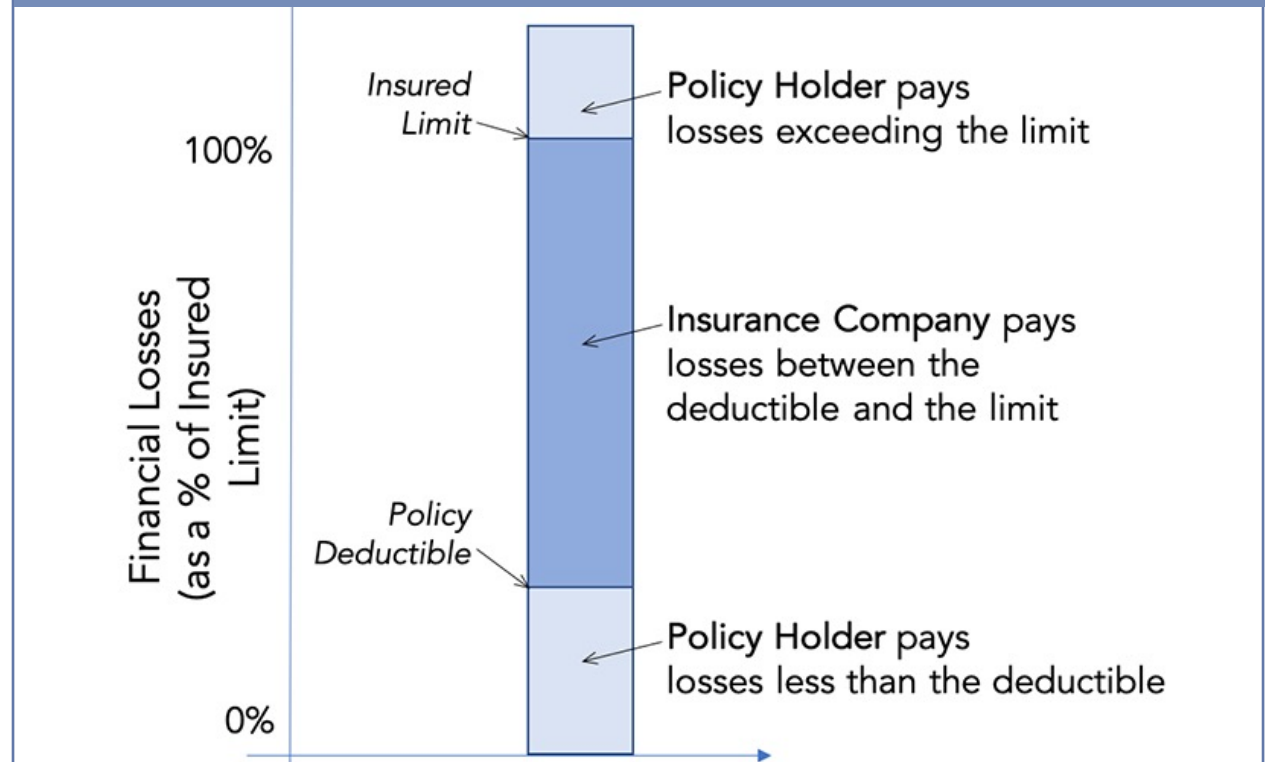 Insured
Limit
100%
Policy Holder pays
losses exceeding the limit
Financial Losses
(as a % of Insured
Limit)
Insurance Company pays
losses between the
deductible and the limit
Policy
Deductible
Policy Holder pays
losses less than the deductible
0%